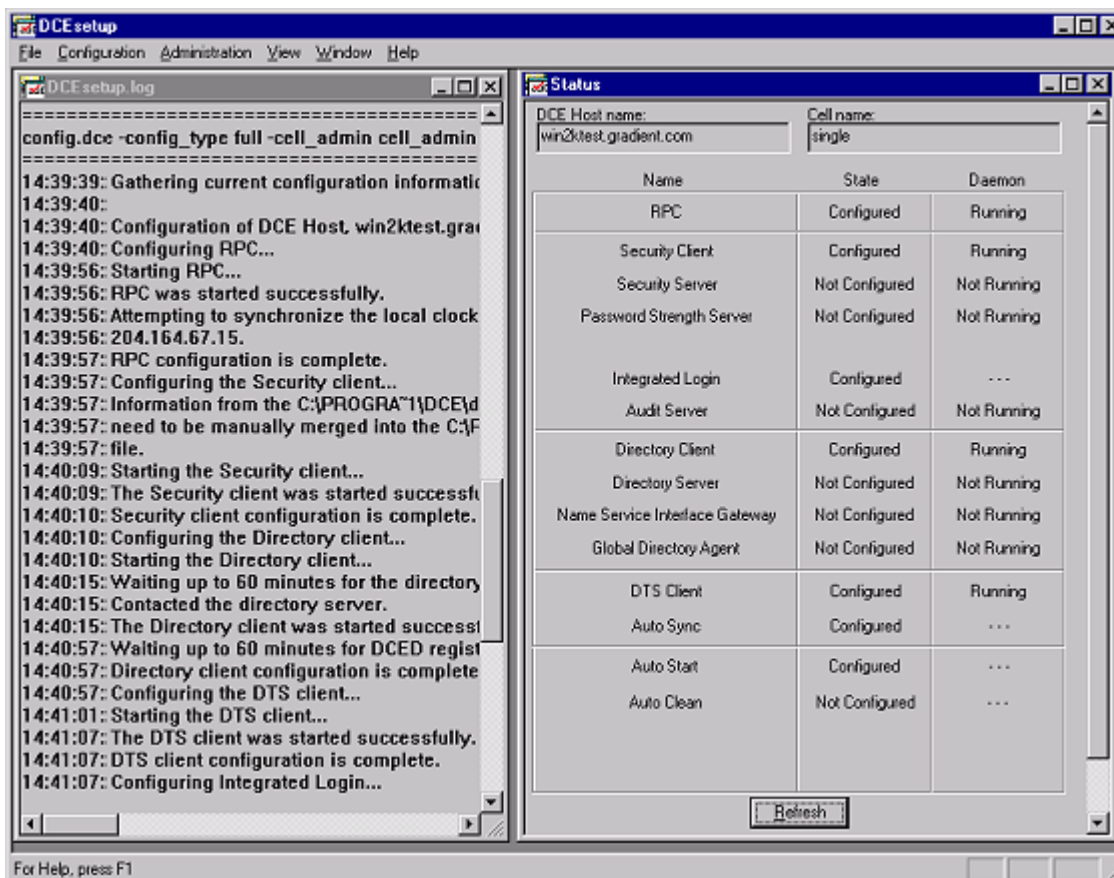 DCEsetup
File Configuration Administration View Window Help
DCEsetup.log
==============================================
config.dce -config_type full -cell_admin cell_admin
==============================================
14:39:39:: Gathering current configuration informatic
14:39:40::
14:39:40:: Configuration of DCE Host, win2ktest.grad
14:39:40:: Configuring RPC...
14:39:56:: Starting RPC...
14:39:56:: RPC was started successfully.
14:39:56:: Attempting to synchronize the local clock
14:39:56:: 204.164.67.15.
14:39:57:: RPC configuration is complete.
14:39:57:: Configuring the Security client...
14:39:57:: Information from the C:\PROGRA~1\DCE\d
14:39:57:: need to be manually merged into the C:\P
14:39:57:: file.
14:40:09:: Starting the Security client...
14:40:09:: The Security client was started successfu
14:40:10:: Security client configuration is complete.
14:40:10:: Configuring the Directory client...
14:40:10:: Starting the Directory client...
14:40:15:: Waiting up to 60 minutes for the directory
14:40:15:: Contacted the directory server.
14:40:15:: The Directory client was started successf
14:40:57:: Waiting up to 60 minutes for DCED regist
14:40:57:: Directory client configuration is complete
14:40:57:: Configuring the DTS client...
14:41:01:: Starting the DTS client...
14:41:07:: The DTS client was started successfully.
14:41:07:: DTS client configuration is complete.
14:41:07:: Configuring Integrated Login...
Status
DCE Host name: Cell name:
win2ktest.gradient.com single
Name State Daemon
RPC Configured Running
Security Client Configured Running
Security Server Not Configured Not Running
Password Strength Server Not Configured Not Running
Integrated Login Configured ---
Audit Server Not Configured Not Running
Directory Client Configured Running
Directory Server Not Configured Not Running
Name Service Interface Gateway Not Configured Not Running
Global Directory Agent Not Configured Not Running
DTS Client Configured Running
Auto Sync Configured ---
Auto Start Configured ---
Auto Clean Not Configured ---
Refresh
For Help, press F1